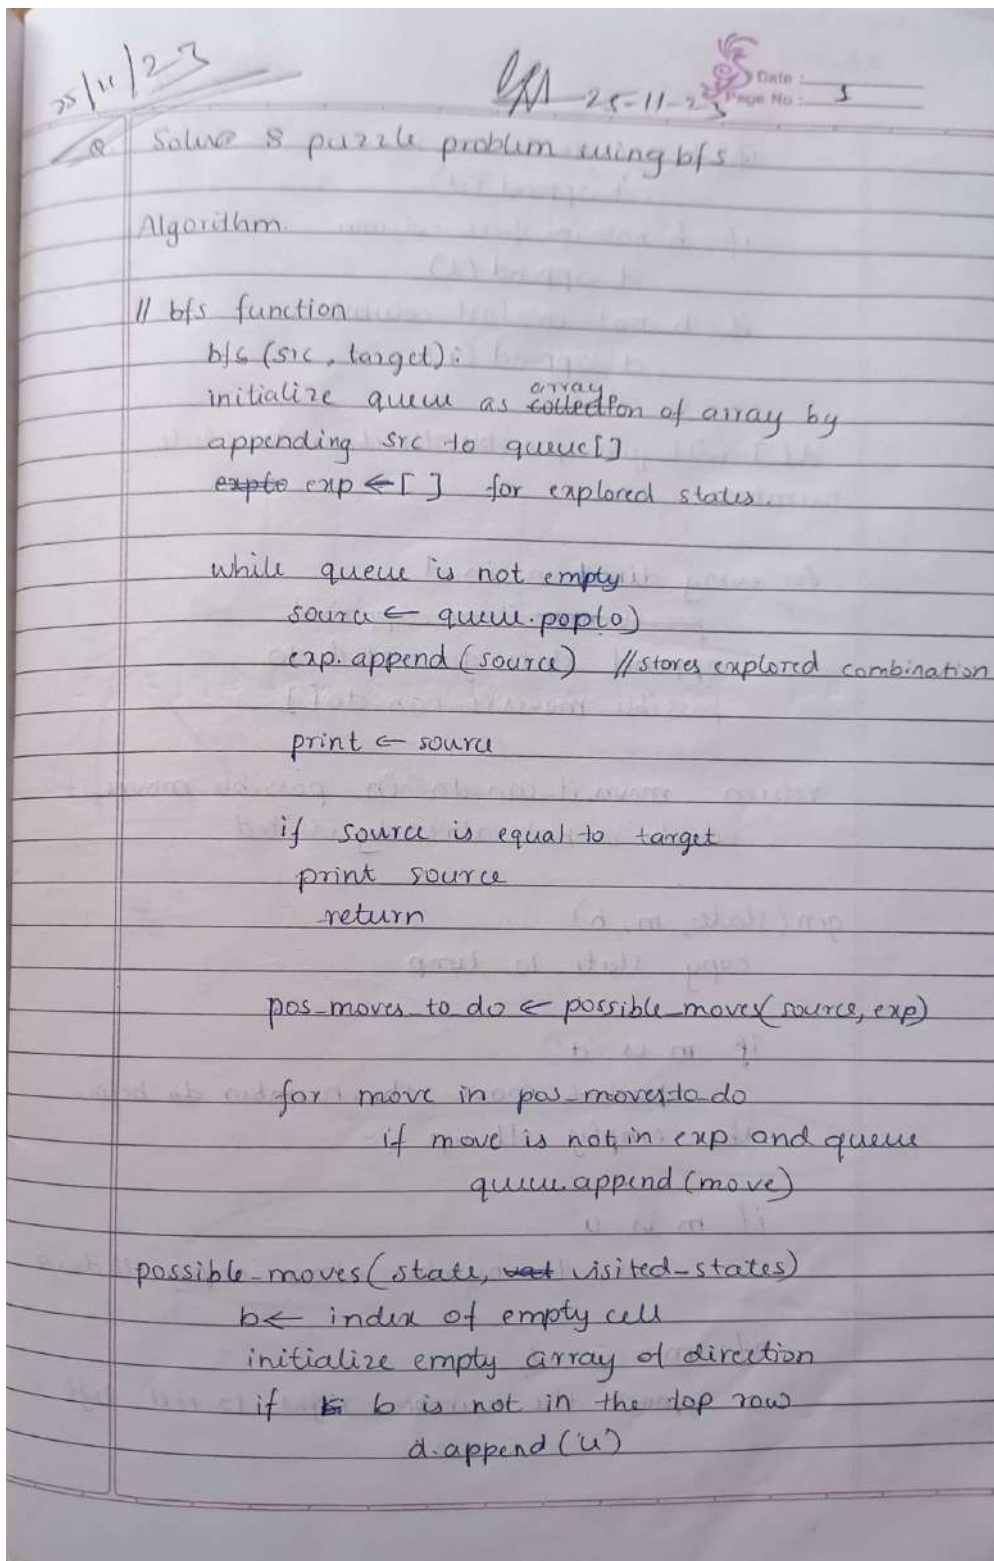 25/11/23
25-11-23
Date :
Page No : 1
Q Solve 8 puzzle problem using bfs
Algorithm.
// bfs function
bfs (src, target):
array
initialize queue as collection of array by
appending src to queue[]
expto exp ← [ ] for explored states
while queue is not empty
source ← queue.pop(0)
exp.append (source) // stores explored combination
print ← source
if source is equal to target
print source
return
pos_moves_to do ← possible_moves(source, exp)
for move in pos_moves_to_do
if move is not in exp and queue
queue.append (move)
possible_moves (state, visited_states)
b ← index of empty cell
initialize empty array of direction
if b is not in the top row
d.append ('u')